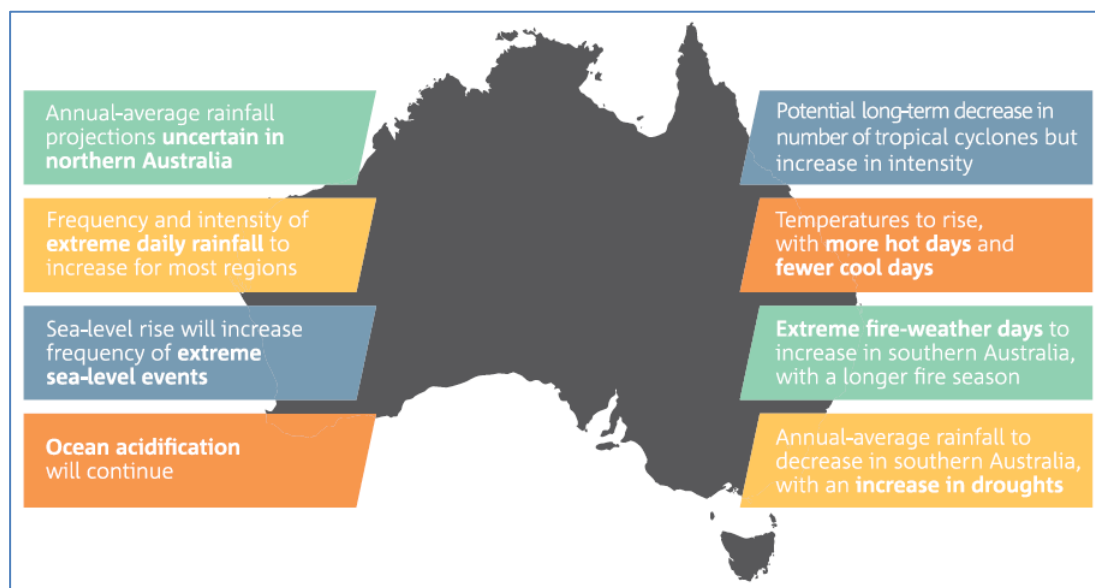 Annual-average rainfall
projections uncertain in
northern Australia
Frequency and intensity of
extreme daily rainfall to
increase for most regions
Sea-level rise will increase
frequency of extreme
sea-level events
Ocean acidification
will continue
Potential long-term decrease in
number of tropical cyclones but
increase in intensity
Temperatures to rise,
with more hot days and
fewer cool days
Extreme fire-weather days to
increase in southern Australia,
with a longer fire season
Annual-average rainfall to
decrease in southern Australia,
with an increase in droughts